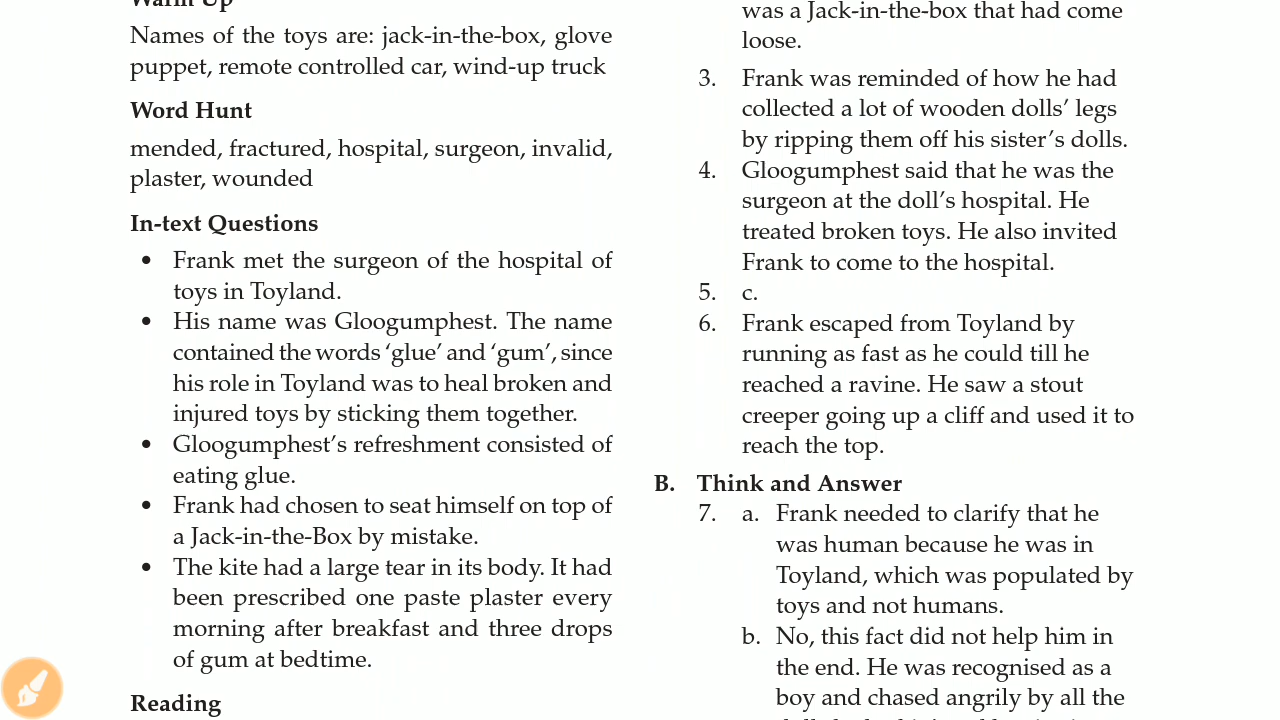 Warm Up
Names of the toys are: jack-in-the-box, glove
puppet, remote controlled car, wind-up truck
Word Hunt
mended, fractured, hospital, surgeon, invalid,
plaster, wounded
In-text Questions
• Frank met the surgeon of the hospital of
toys in Toyland.
• His name was Gloogumphest. The name
contained the words ‘glue’ and ‘gum’, since
his role in Toyland was to heal broken and
injured toys by sticking them together.
• Gloogumphest’s refreshment consisted of
eating glue.
• Frank had chosen to seat himself on top of
a Jack-in-the-Box by mistake.
• The kite had a large tear in its body. It had
been prescribed one paste plaster every
morning after breakfast and three drops
of gum at bedtime.
Reading
was a Jack-in-the-box that had come
loose.
3. Frank was reminded of how he had
collected a lot of wooden dolls’ legs
by ripping them off his sister’s dolls.
4. Gloogumphest said that he was the
surgeon at the doll’s hospital. He
treated broken toys. He also invited
Frank to come to the hospital.
5. c.
6. Frank escaped from Toyland by
running as fast as he could till he
reached a ravine. He saw a stout
creeper going up a cliff and used it to
reach the top.
B. Think and Answer
7. a. Frank needed to clarify that he
was human because he was in
Toyland, which was populated by
toys and not humans.
b. No, this fact did not help him in
the end. He was recognised as a
boy and chased angrily by all the